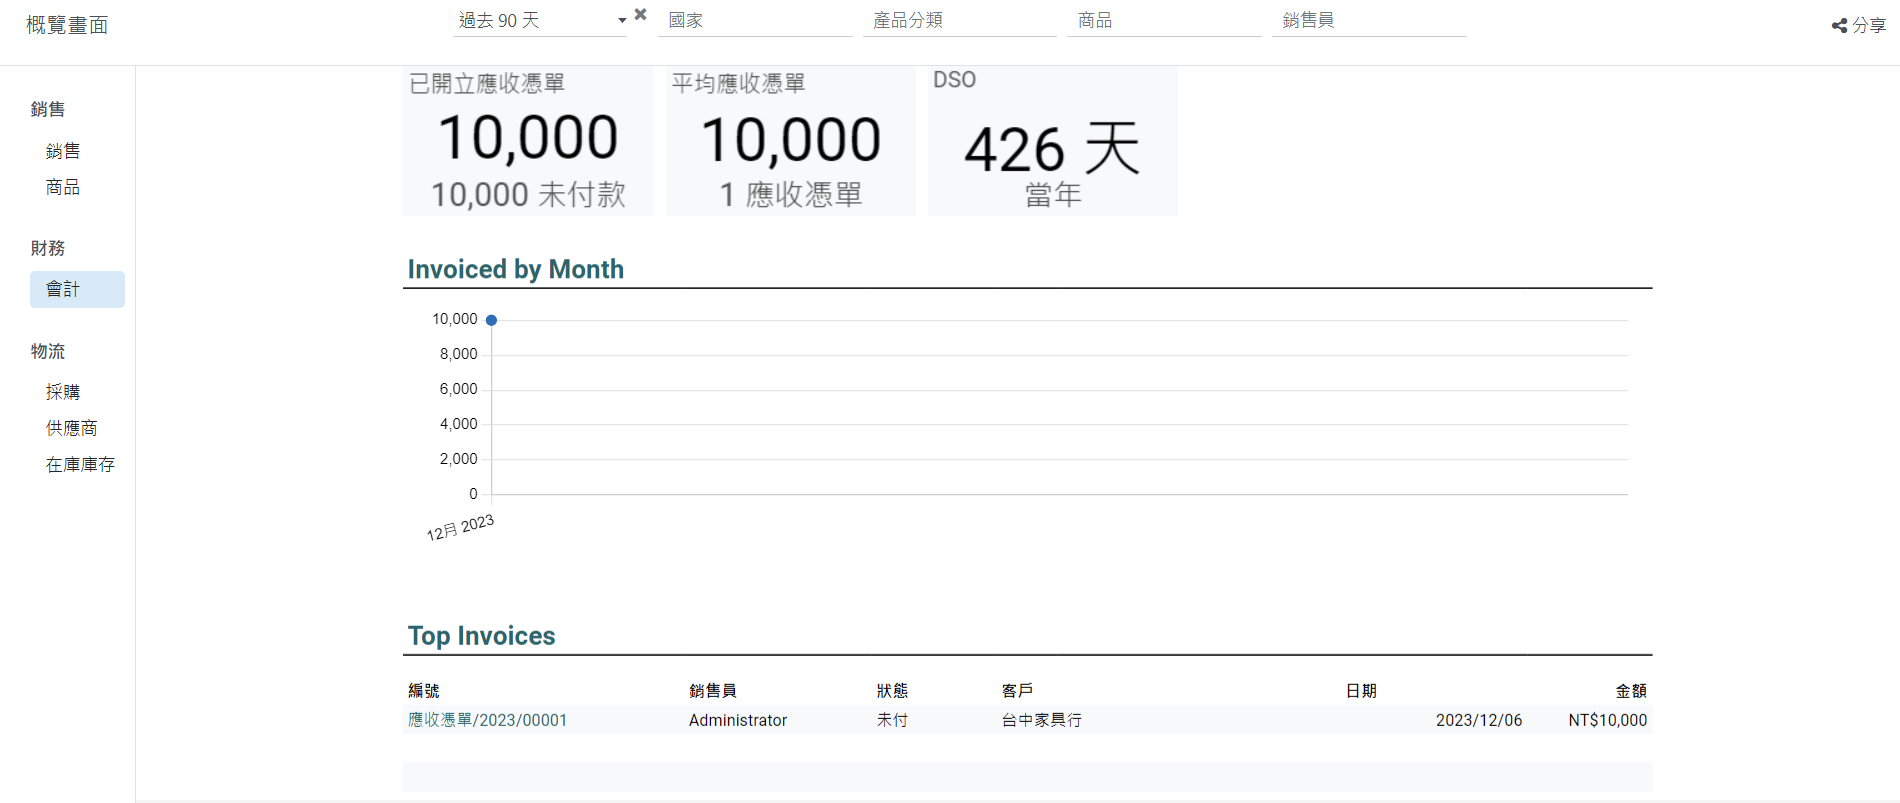 概覽畫面
過去 90 天
國家
產品分類
商品
銷售員
分享
銷售
銷售
商品
財務
會計
物流
採購
供應商
在庫庫存
已開立應收憑單
10,000
10,000 未付款
平均應收憑單
10,000
1 應收憑單
DSO
426 天
當年
Invoiced by Month
10,000
8,000
6,000
4,000
2,000
0
12月 2023
Top Invoices
編號 銷售員 狀態 客戶 日期 金額
應收憑單/2023/00001 Administrator 未付 台中家具行 2023/12/06 NT$10,000